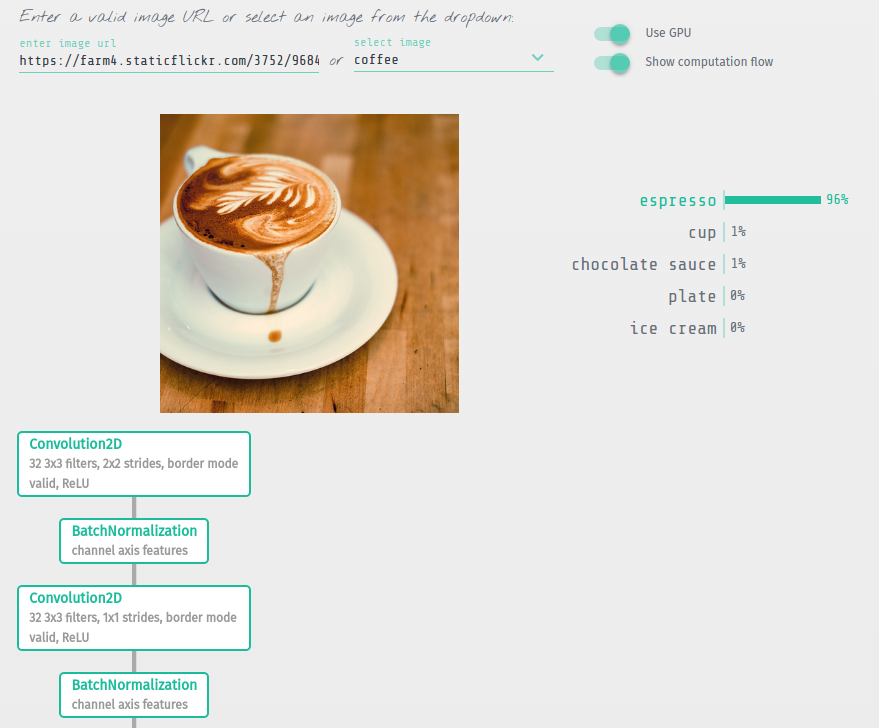 Enter a valid image URL or select an image from the dropdown:
enter image url
https://farm4.staticflickr.com/3752/9684
or
select image
coffee
Use GPU
Show computation flow
espresso 96%
cup 1%
chocolate sauce 1%
plate 0%
ice cream 0%
Convolution2D
32 3x3 filters, 2x2 strides, border mode
valid, ReLU
BatchNormalization
channel axis features
Convolution2D
32 3x3 filters, 1x1 strides, border mode
valid, ReLU
BatchNormalization
channel axis features